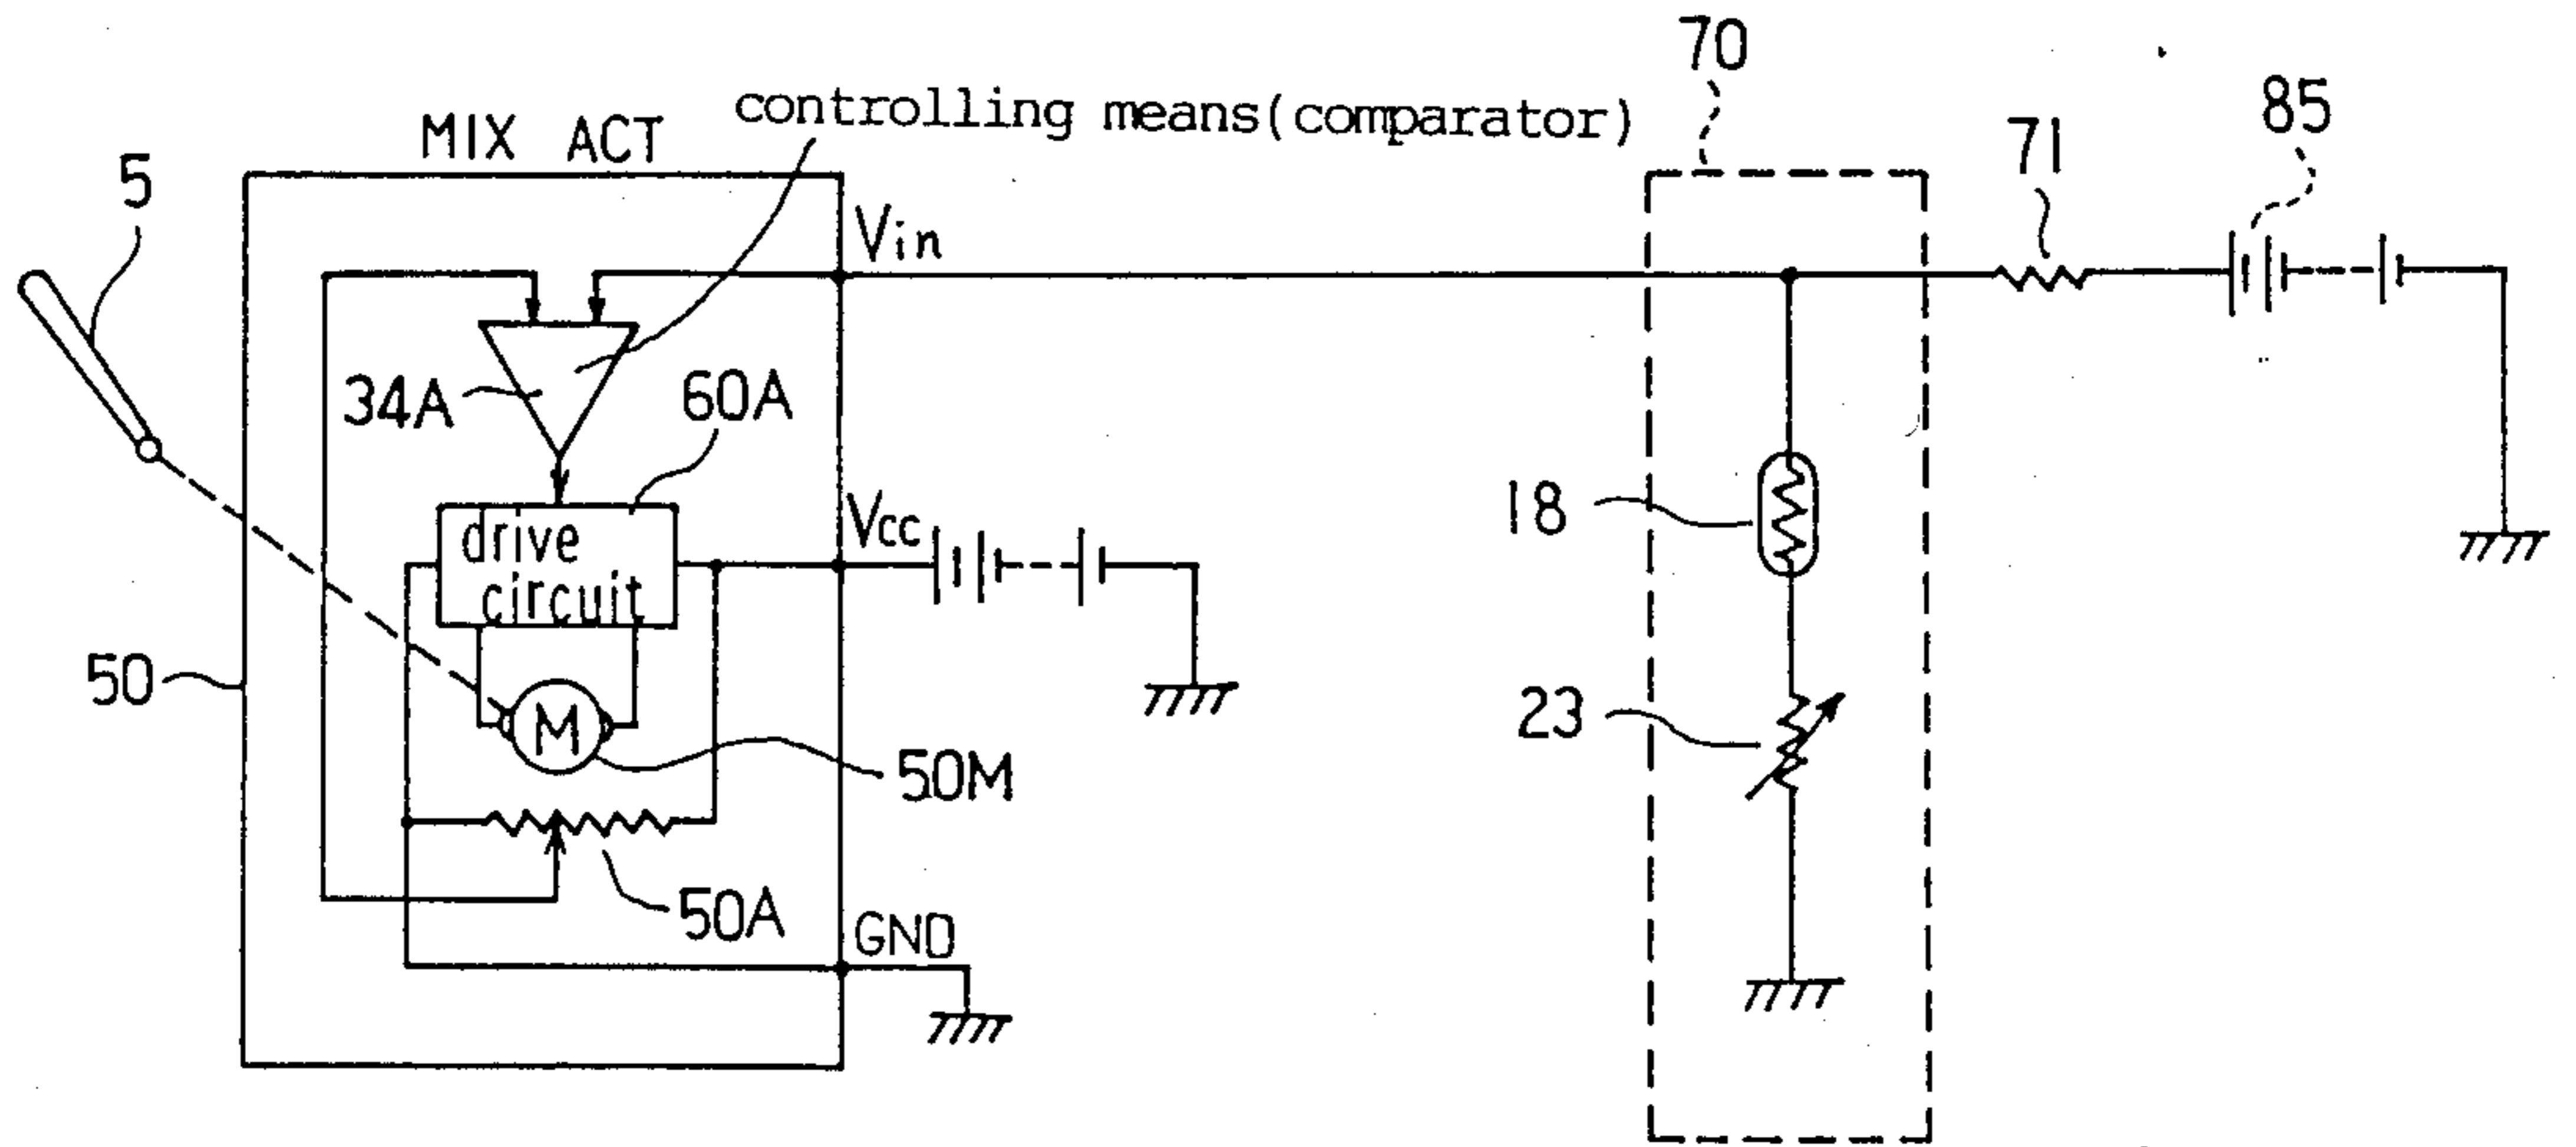 70
85
controlling means(comparator)
71
MIX ACT
5
Vin
34A
60A
18
drive
circuit
Vcc
50
M
23
50M
50A
GND